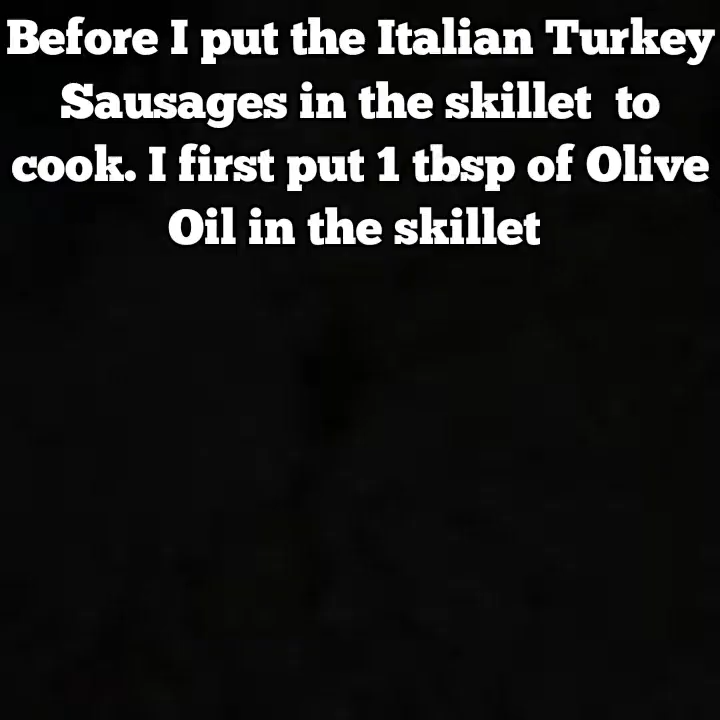 Before I put the Italian Turkey
Sausages in the skillet  to
cook. I first put 1 tbsp of Olive
Oil in the skillet